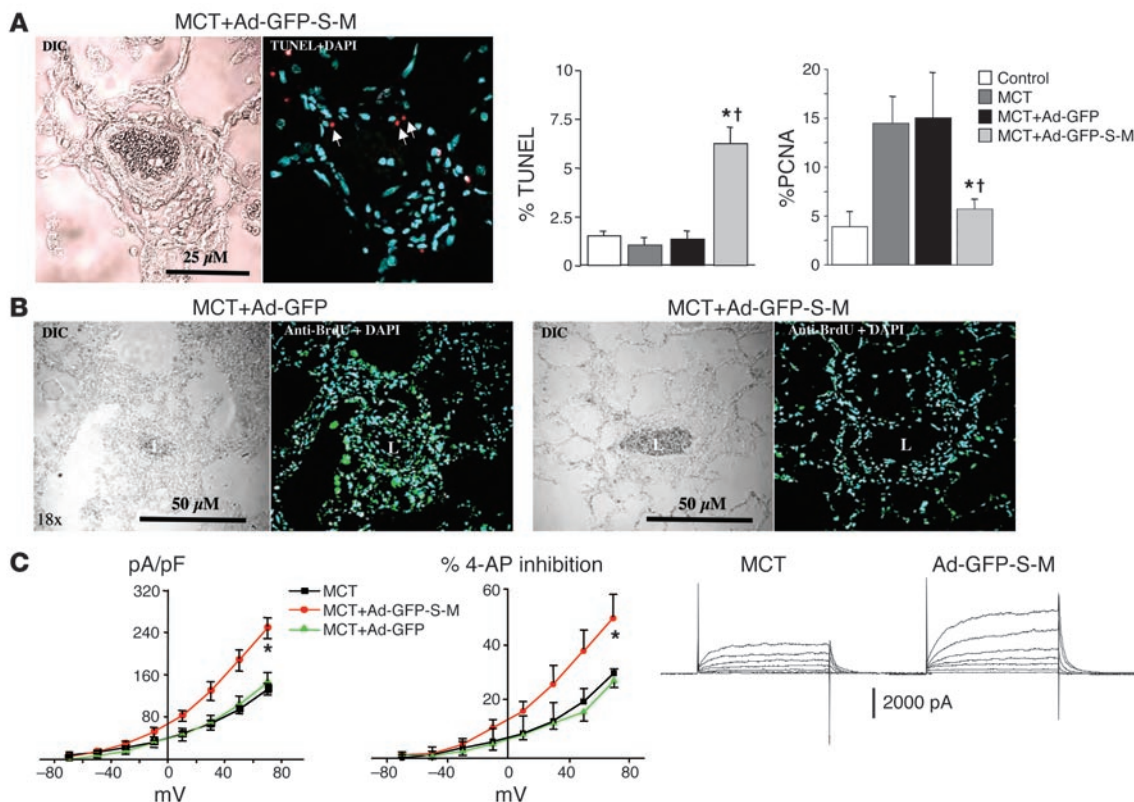 A
MCT+Ad-GFP-S-M
DIC
TUNEL+DAPI
25 µM
% TUNEL
10
7.5
5
2.5
0
%PCNA
20
15
10
5
0
*†
*†
Control
MCT
MCT+Ad-GFP
MCT+Ad-GFP-S-M
B
MCT+Ad-GFP
MCT+Ad-GFP-S-M
DIC
Anti-BrdU + DAPI
DIC
Anti-BrdU + DAPI
L
L
L
L
18x
50 µM
50 µM
C
pA/pF
320
240
160
80
−80
−40
0
40
80
mV
*
MCT
MCT+Ad-GFP-S-M
MCT+Ad-GFP
% 4-AP inhibition
60
40
20
−80
−40
0
40
80
mV
*
MCT
Ad-GFP-S-M
2000 pA